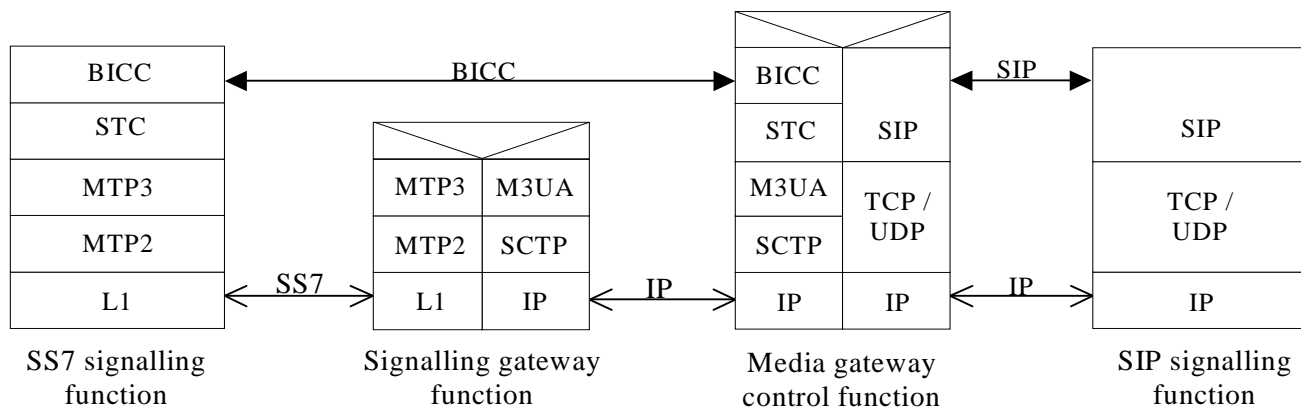 BICC
STC
MTP3
MTP2
L1
SS7 signalling
function
BICC
SS7
MTP3
M3UA
MTP2
SCTP
L1
IP
Signalling gateway
function
IP
BICC
STC
SIP
M3UA
TCP /
UDP
SCTP
IP
IP
Media gateway
control function
SIP
IP
SIP
TCP /
UDP
IP
SIP signalling
function